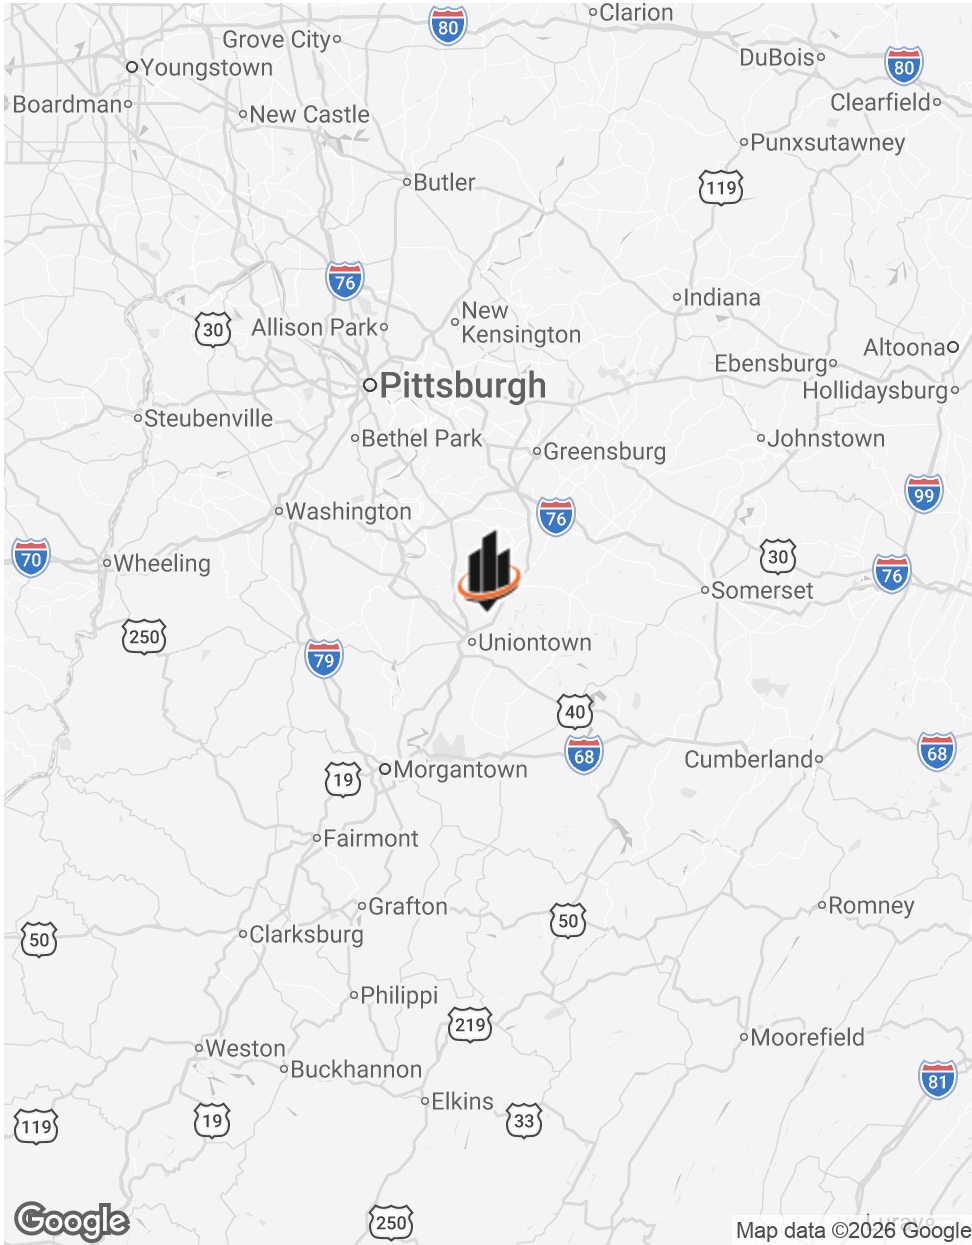 Clarion
80
Grove City
DuBois
80
Youngstown
Boardman
Clearfield
New Castle
Punxsutawney
Butler
119
76
Indiana
New
Kensington
30
Allison Park
Altoona
Ebensburg
Pittsburgh
Hollidaysburg
Steubenville
Bethel Park
Johnstown
Greensburg
99
Washington
76
70
Wheeling
30
76
Somerset
250
Uniontown
79
40
68
68
Cumberland
Morgantown
19
Fairmont
Grafton
Romney
50
Clarksburg
50
Philippi
219
Moorefield
Weston
Buckhannon
81
Elkins
119
19
33
Google
250
Luray
Map data ©2026 Google